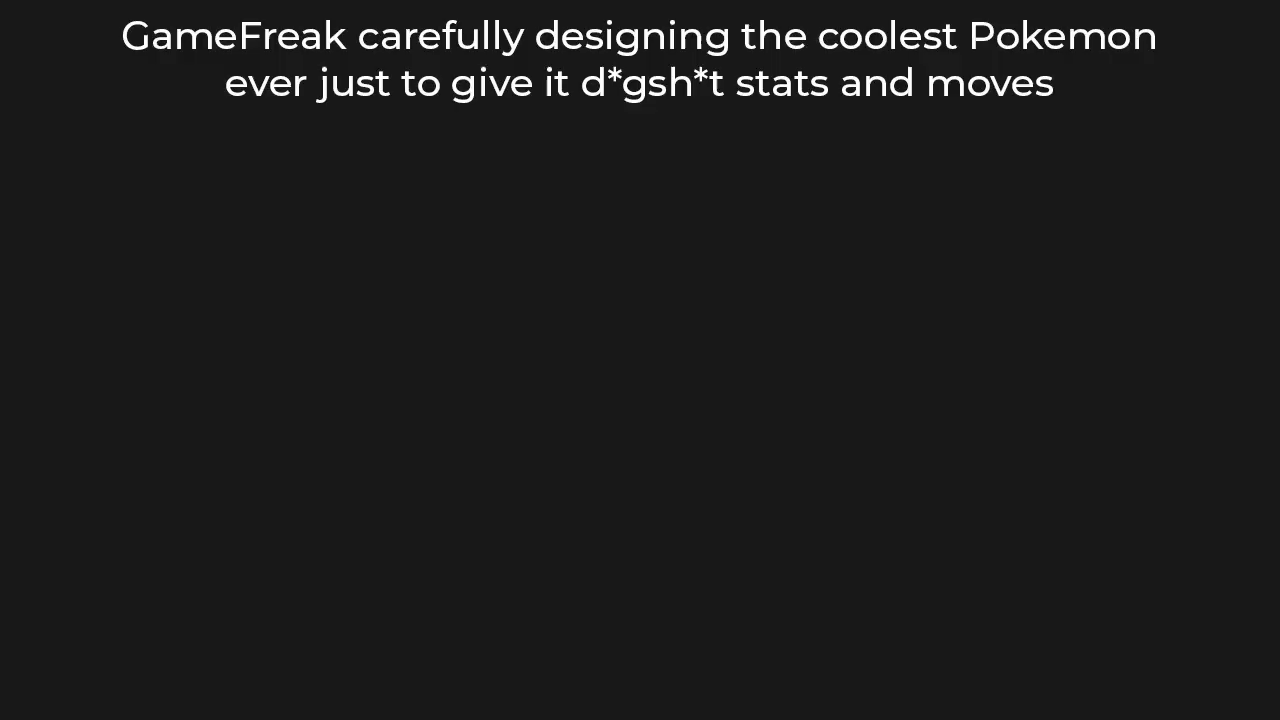 GameFreak carefully designing the coolest Pokemon
ever just to give it d*gsh*t stats and moves